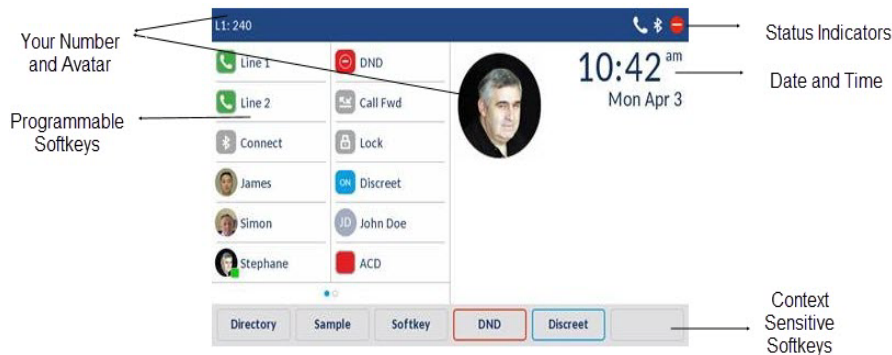 L1: 240
Your Number
and Avatar
Status Indicators
Line 1
DND
10:42 am
Date and Time
Mon Apr 3
Line 2
Call Fwd
Programmable
Softkeys
Connect
Lock
James
ON Discreet
Simon
JD John Doe
Stephane
ACD
Directory
Sample
Softkey
DND
Discreet
Context
Sensitive
Softkeys